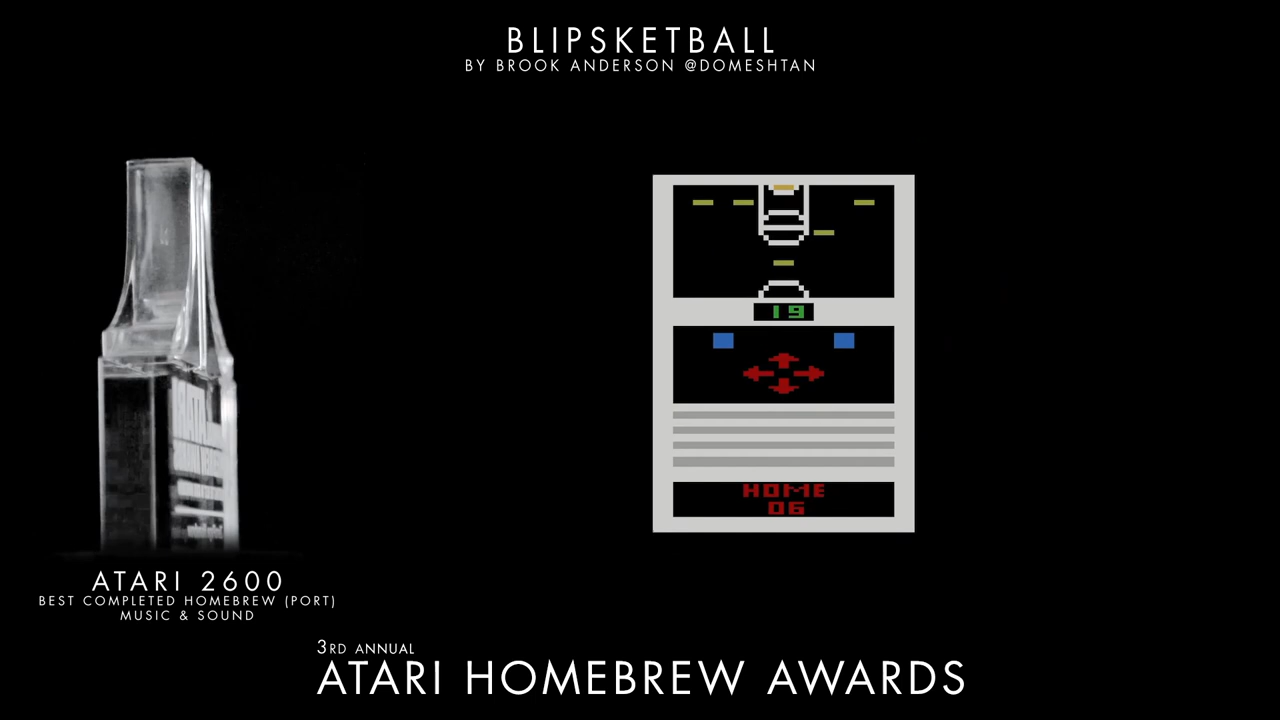 BLIPSKETBALL
BY BROOK ANDERSON @DOMESHTAN
19
HOME
06
ATARI 2600
BEST COMPLETED HOMEBREW (PORT)
MUSIC & SOUND
3RD ANNUAL
ATARI HOMEBREW AWARDS